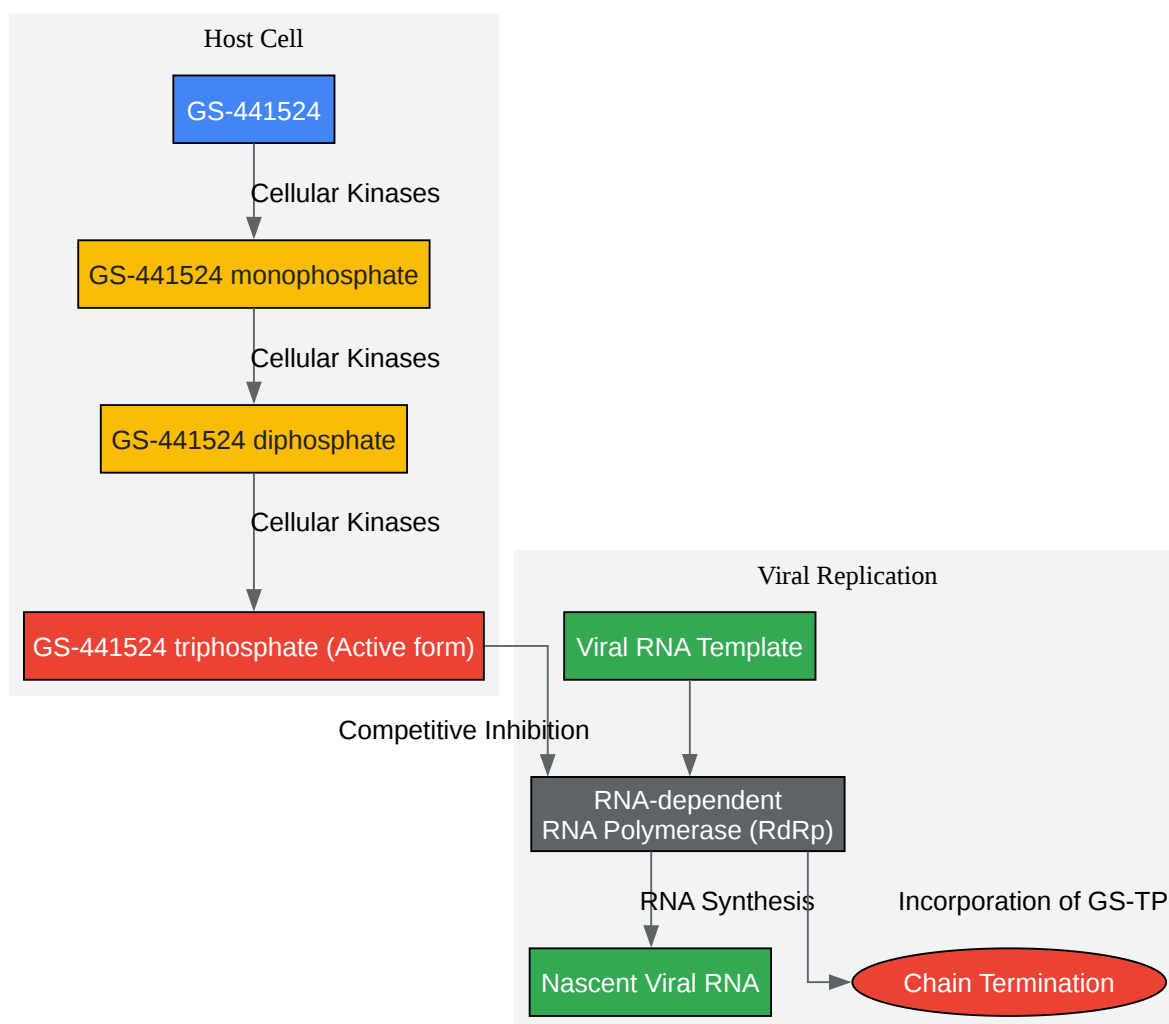 Host Cell
GS-441524
Cellular Kinases
GS-441524 monophosphate
Cellular Kinases
GS-441524 diphosphate
Cellular Kinases
GS-441524 triphosphate (Active form)
Viral Replication
Viral RNA Template
Competitive Inhibition
RNA-dependent
RNA Polymerase (RdRp)
RNA Synthesis
Incorporation of GS-TP
Nascent Viral RNA
Chain Termination